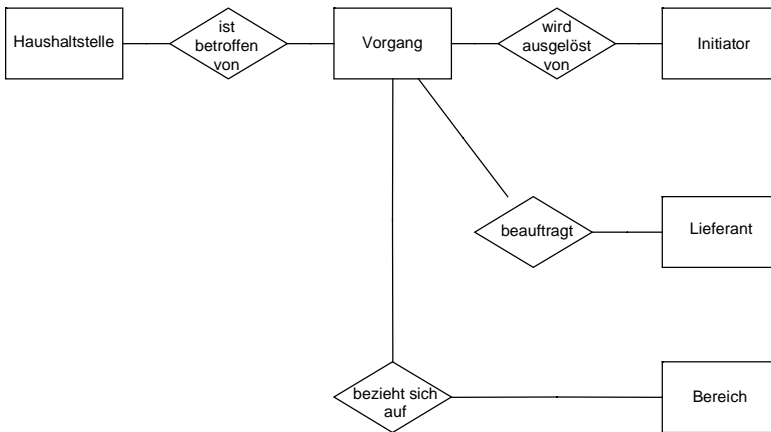 Haushaltstelle
ist
betroffen
von
Vorgang
wird
ausgelöst
von
Initiator
beauftragt
Lieferant
bezieht sich
auf
Bereich